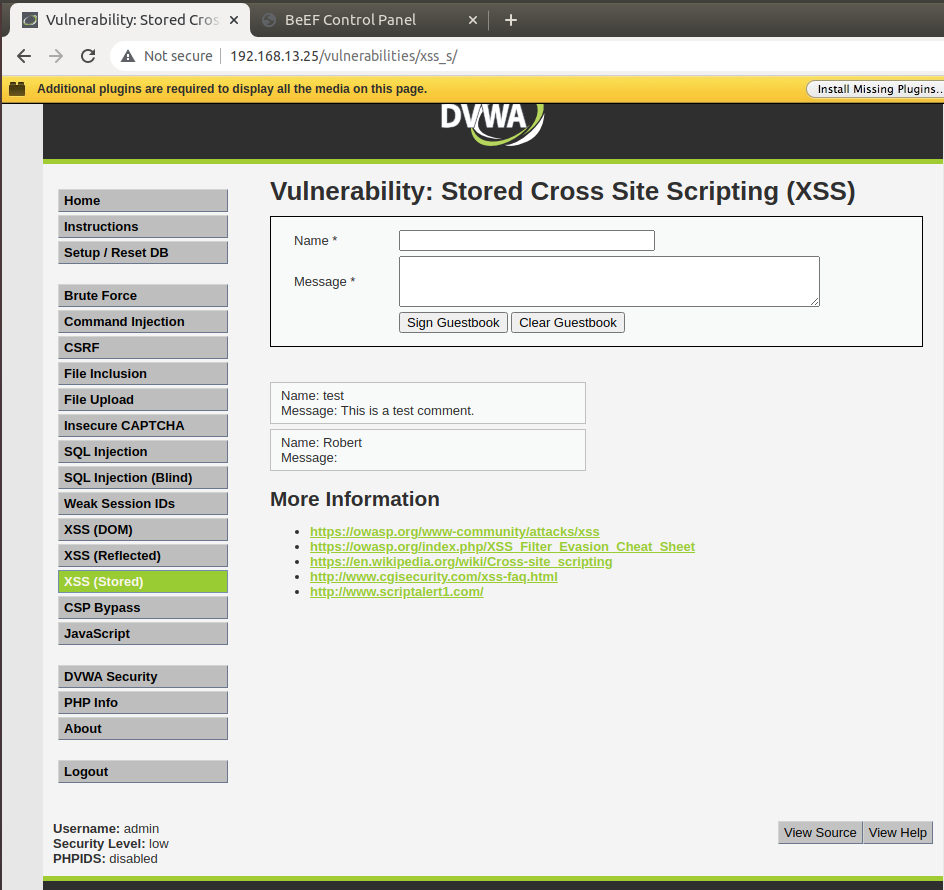 Vulnerability: Stored Cros
BeEF Control Panel
Not secure
192.168.13.25/vulnerabilities/xss_s/
Additional plugins are required to display all the media on this page.
Install Missing Plugins..
DVWA
Home
Instructions
Setup / Reset DB
Brute Force
Command Injection
CSRF
File Inclusion
File Upload
Insecure CAPTCHA
SQL Injection
SQL Injection (Blind)
Weak Session IDs
XSS (DOM)
XSS (Reflected)
XSS (Stored)
CSP Bypass
JavaScript
DVWA Security
PHP Info
About
Logout
Vulnerability: Stored Cross Site Scripting (XSS)
Name *
Message *
Sign Guestbook
Clear Guestbook
Name: test
Message: This is a test comment.
Name: Robert
Message:
More Information
https://owasp.org/www-community/attacks/xss
https://owasp.org/index.php/XSS_Filter_Evasion_Cheat_Sheet
https://en.wikipedia.org/wiki/Cross-site_scripting
http://www.cgisecurity.com/xss-faq.html
http://www.scriptalert1.com/
Username: admin
Security Level: low
PHPIDS: disabled
View Source
View Help